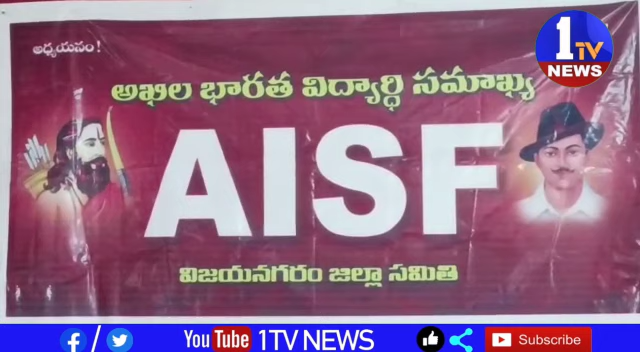 అధ్యయనం!
1TV
NEWS
అఖిల భారత విద్యార్థి సమాఖ్య
AISF
విజయనగరం జిల్లా సమితి
f / YouTube 1TV NEWS Subscribe